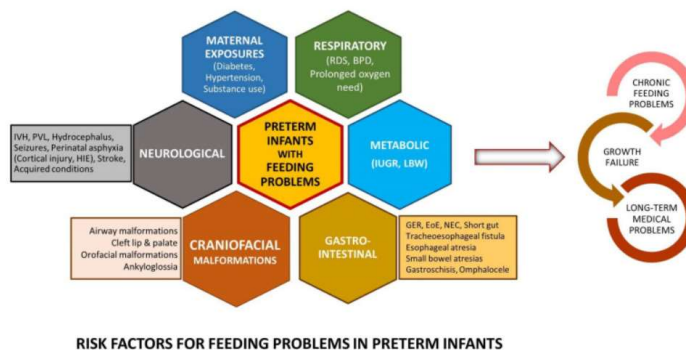 MATERNAL
EXPOSURES
(Diabetes,
Hypertension,
Substance use)
RESPIRATORY
(RDS, BPD,
Prolonged oxygen
need)
IVH, PVL, Hydrocephalus,
Seizures, Perinatal asphyxia
(Cortical injury, HIE), Stroke,
Acquired conditions
NEUROLOGICAL
PRETERM
INFANTS
WITH
FEEDING
PROBLEMS
METABOLIC
(IUGR, LBW)
Airway malformations
Cleft lip & palate
Orofacial malformations
Ankyloglossia
CRANIOFACIAL
MALFORMATIONS
GASTRO-
INTESTINAL
GER, EoE, NEC, Short gut
Tracheoesophageal fistula
Esophageal atresia
Small bowel atresias
Gastroschisis, Omphalocele
CHRONIC
FEEDING
PROBLEMS
GROWTH
FAILURE
LONG-TERM
MEDICAL
PROBLEMS
RISK FACTORS FOR FEEDING PROBLEMS IN PRETERM INFANTS